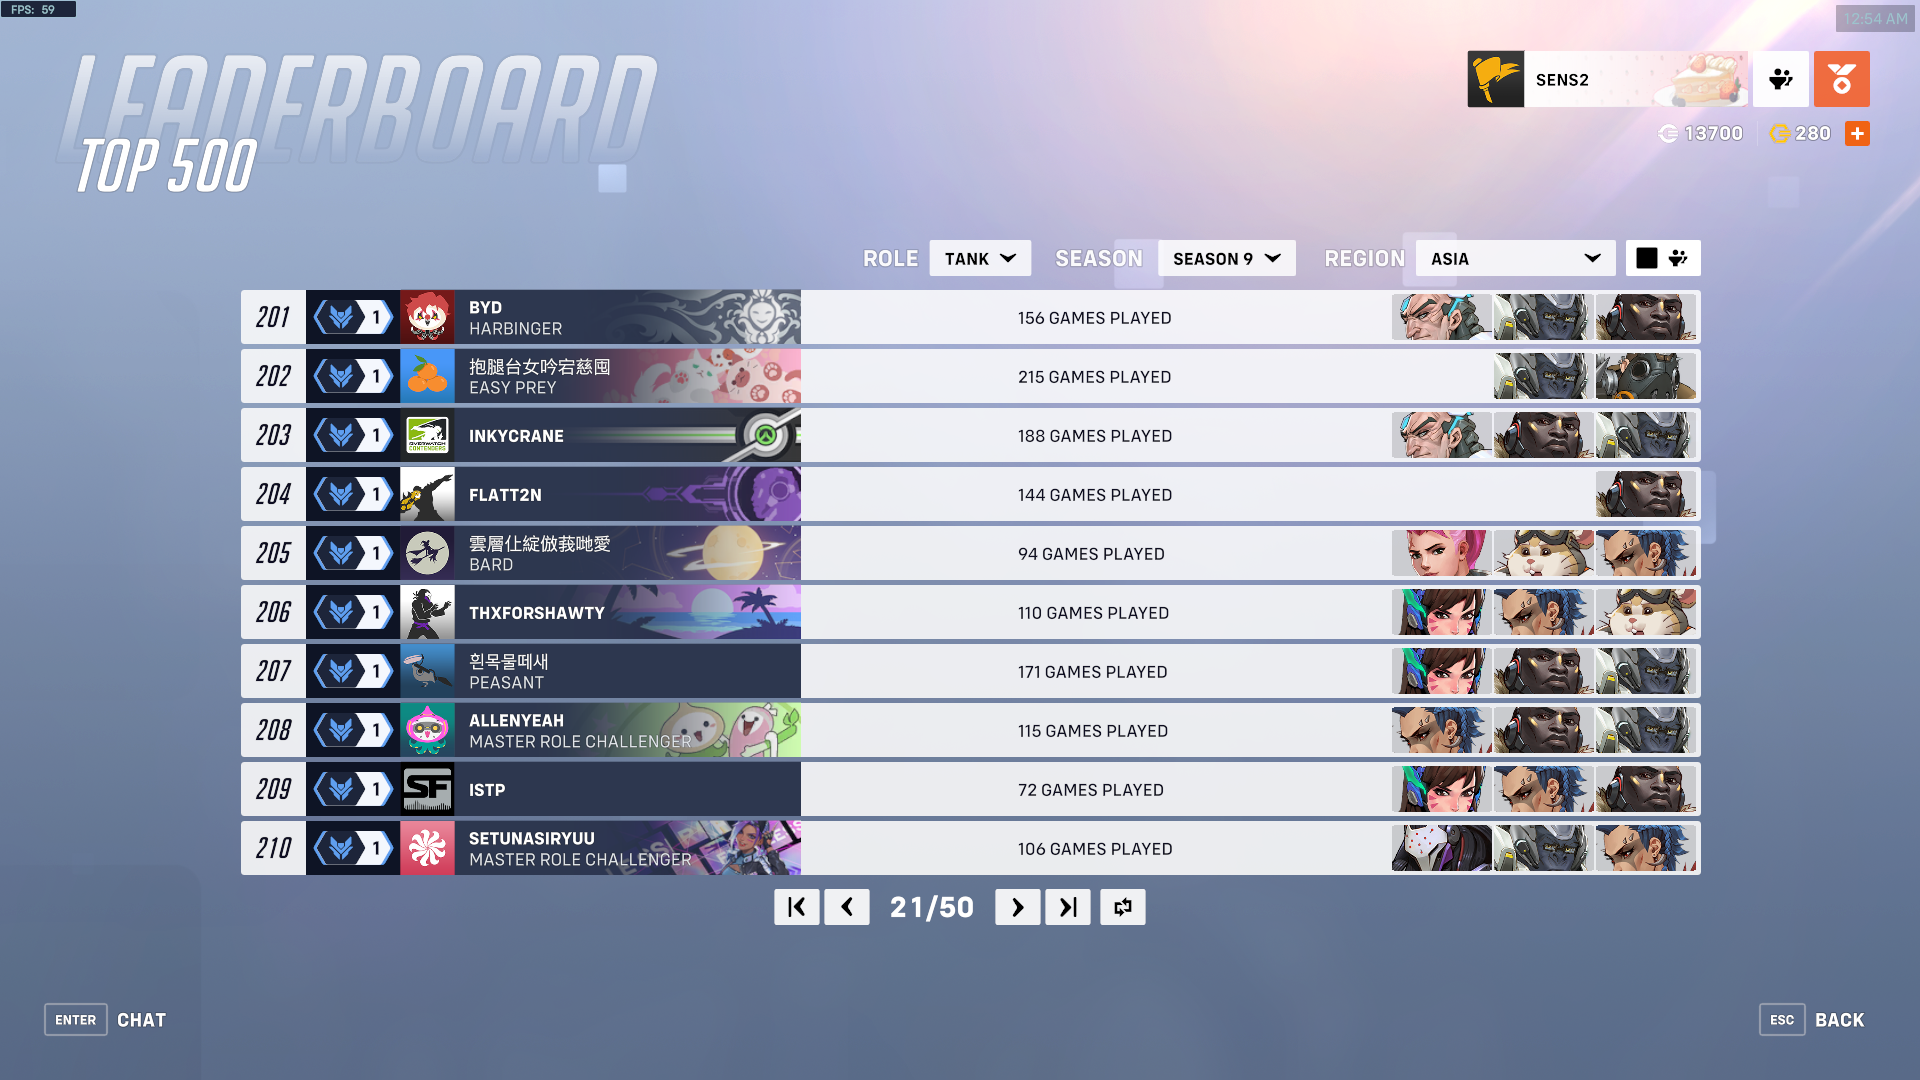 FPS: 59
12:54 AM
LEADERBOARD
TOP 500
SENS2
13700
280
ROLE TANK SEASON SEASON 9 REGION ASIA
201 1 BYD
HARBINGER
156 GAMES PLAYED
202 1 抱腿台女吟宕慈囤
EASY PREY
215 GAMES PLAYED
203 1 INKYCRANE
188 GAMES PLAYED
204 1 FLATT2N
144 GAMES PLAYED
205 1 雲層仩綻倣莪哋愛
BARD
94 GAMES PLAYED
206 1 THXFORSHAWTY
110 GAMES PLAYED
207 1 흰목물떼새
PEASANT
171 GAMES PLAYED
208 1 ALLENYEAH
MASTER ROLE CHALLENGER
115 GAMES PLAYED
209 1 SF ISTP
72 GAMES PLAYED
210 1 SETUNASIRYUU
MASTER ROLE CHALLENGER
106 GAMES PLAYED
21/50
ENTER CHAT
ESC BACK